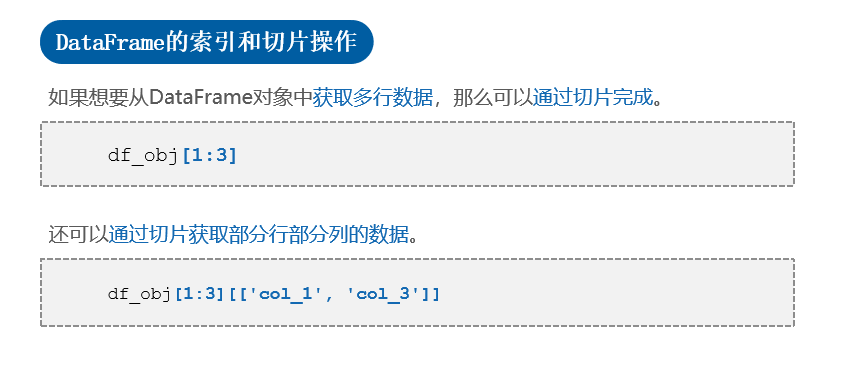 DataFrame的索引和切片操作
如果想要从DataFrame对象中获取多行数据，那么可以通过切片完成。
df_obj[1:3]
还可以通过切片获取部分行部分列的数据。
df_obj[1:3][['col_1', 'col_3']]